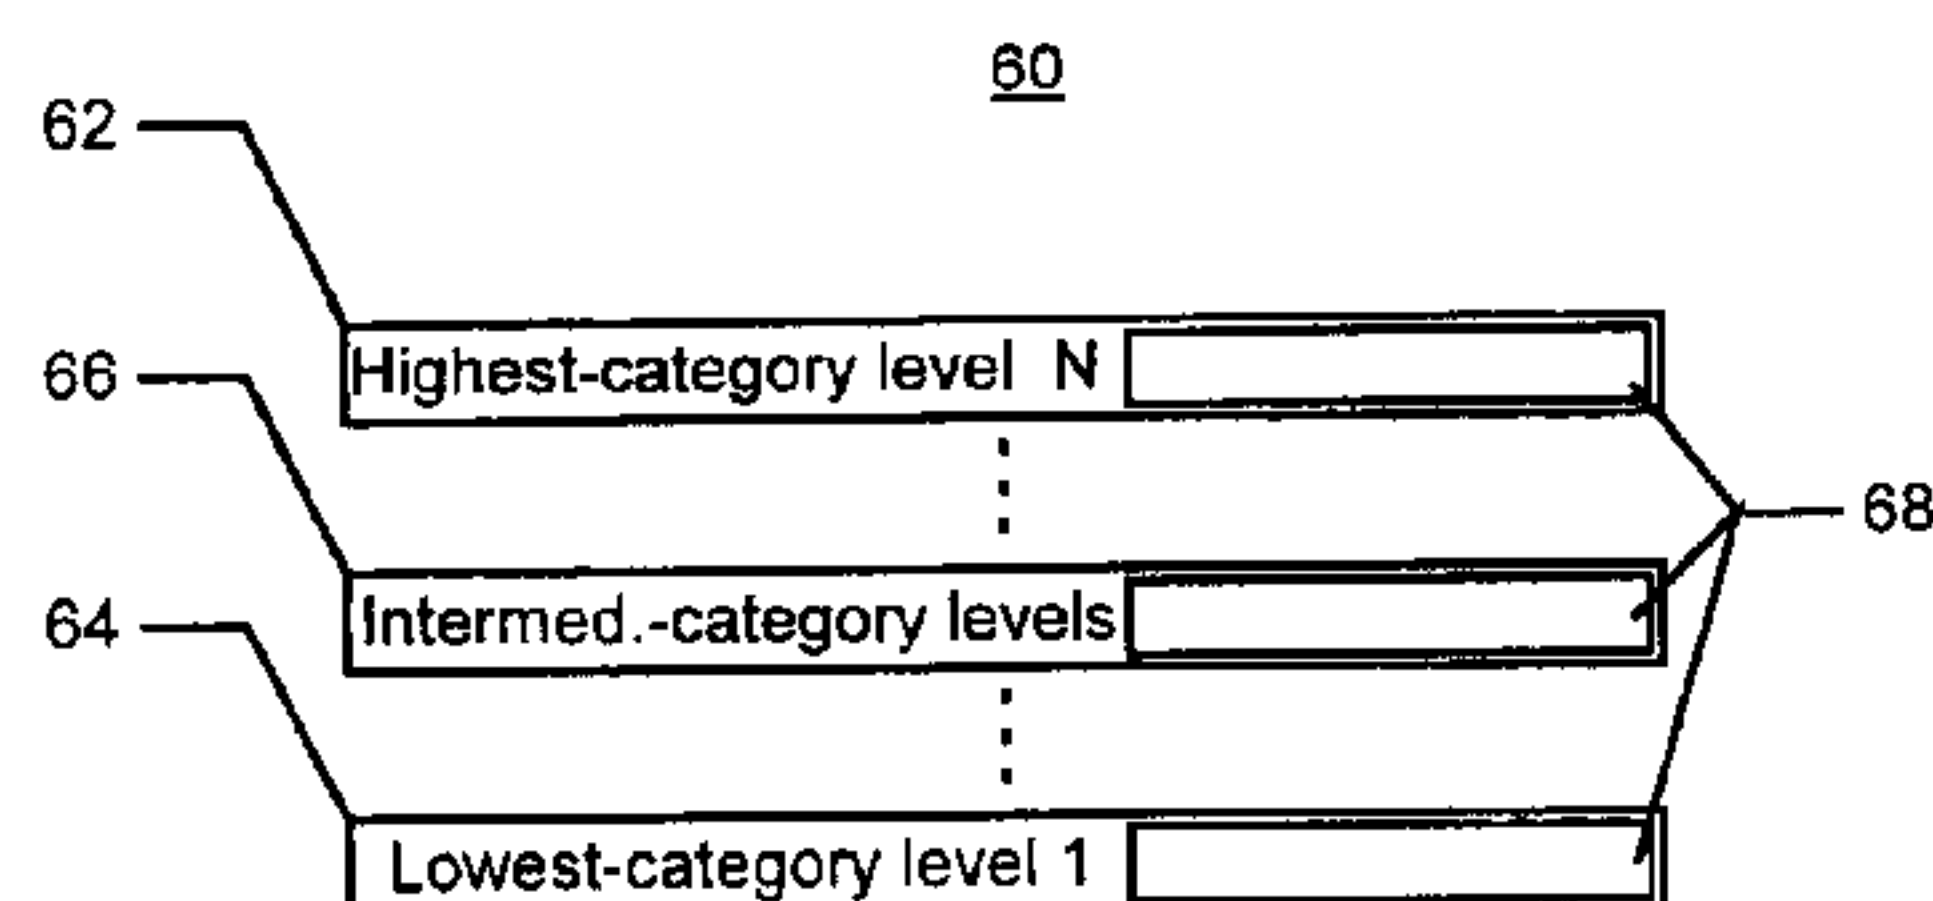 60
62
Highest-category level N
66
68
Intermed.-category levels
64
Lowest-category level 1